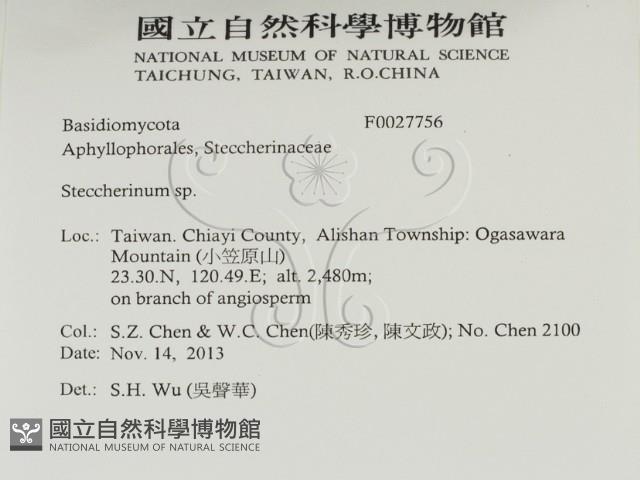 國立自然科學博物館
NATIONAL MUSEUM OF NATURAL SCIENCE
TAICHUNG, TAIWAN, R.O.CHINA
Basidiomycota F0027756
Aphyllophorales, Steccherinaceae
Steccherinum sp.
Loc.: Taiwan. Chiayi County, Alishan Township: Ogasawara
Mountain (小笠原山)
23.30.N, 120.49.E; alt. 2,480m;
on branch of angiosperm
Col.: S.Z. Chen & W.C. Chen(陳秀珍, 陳文政); No. Chen 2100
Date: Nov. 14, 2013
Det.: S.H. Wu (吳聲華)
國立自然科學博物館
NATIONAL MUSEUM OF NATURAL SCIENCE